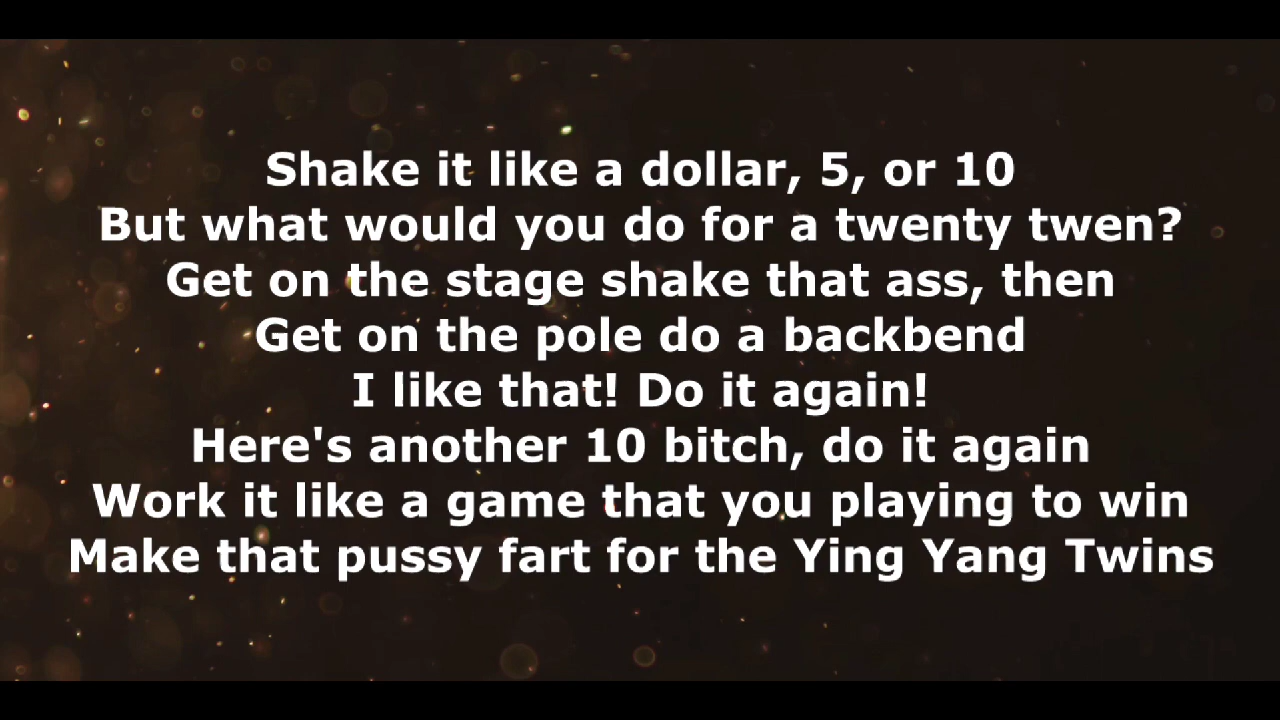 Shake it like a dollar, 5, or 10
But what would you do for a twenty twen?
Get on the stage shake that ass, then
Get on the pole do a backbend
I like that! Do it again!
Here's another 10 bitch, do it again
Work it like a game that you playing to win
Make that pussy fart for the Ying Yang Twins